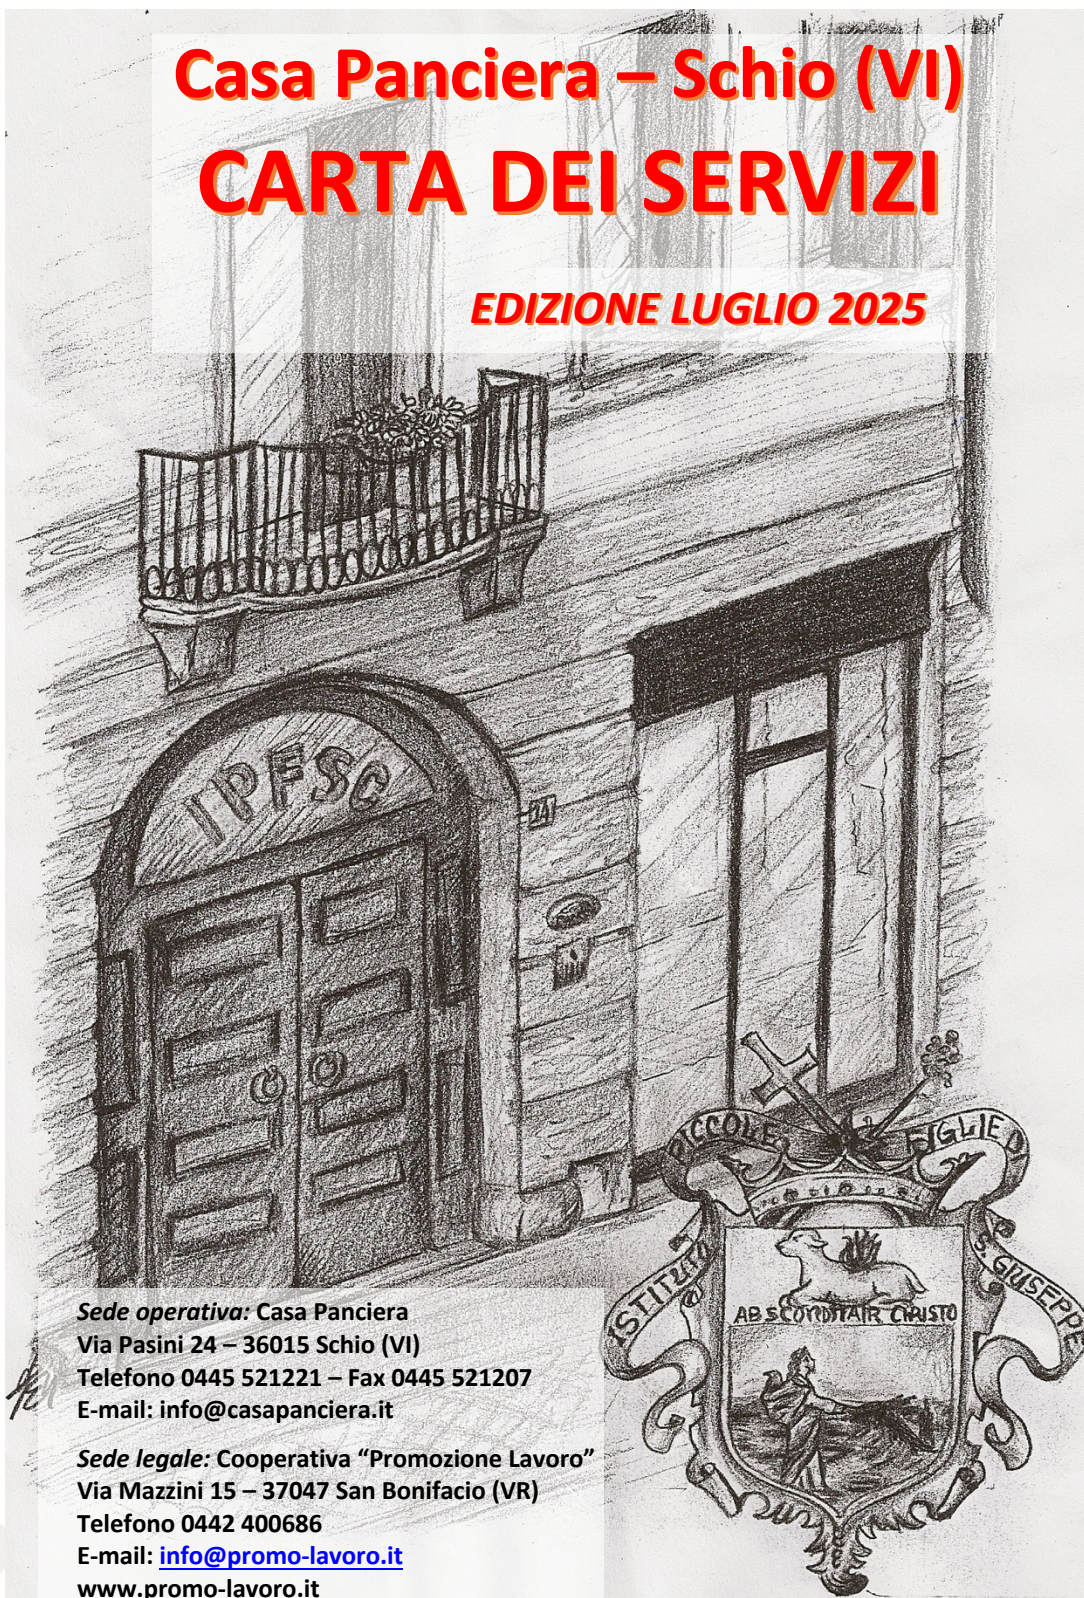 Casa Panciera – Schio (VI)
CARTA DEI SERVIZI
EDIZIONE LUGLIO 2025
IPFSC
PICCOLE
FIGLIE D
ISTITUTO
S. GIUSEPPE
Sede operativa: Casa Panciera
Via Pasini 24 – 36015 Schio (VI)
Telefono 0445 521221 – Fax 0445 521207
E-mail: info@casapanciera.it
Sede legale: Cooperativa “Promozione Lavoro”
Via Mazzini 15 – 37047 San Bonifacio (VR)
Telefono 0442 400686
E-mail: info@promo-lavoro.it
www.promo-lavoro.it